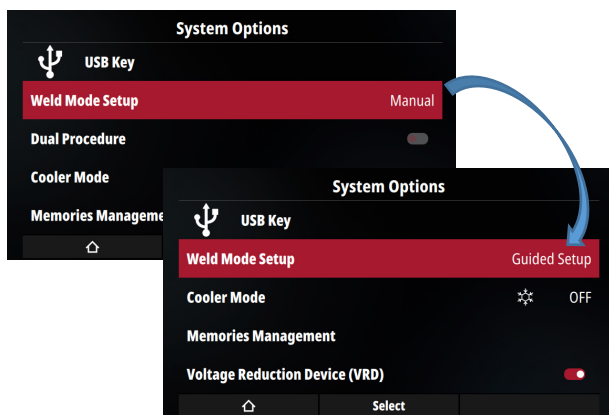 System Options
USB Key
Weld Mode Setup Manual
Dual Procedure
Cooler Mode
Memories Manageme
System Options
USB Key
Weld Mode Setup Guided Setup
Cooler Mode OFF
Memories Management
Voltage Reduction Device (VRD)
Select